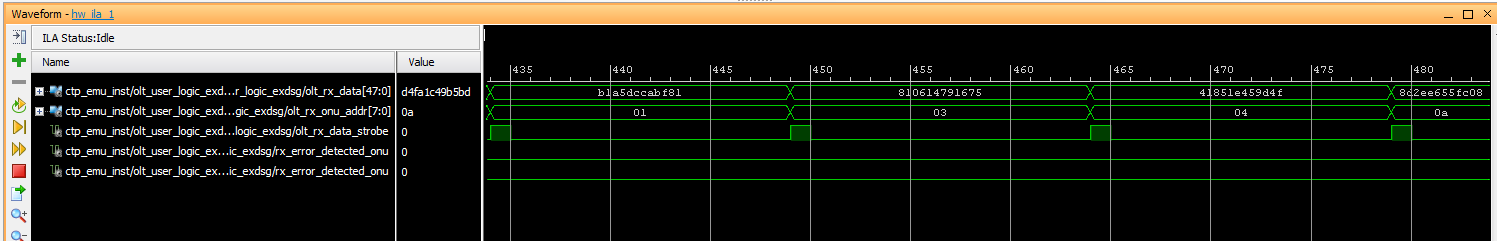 Waveform - hw_ila_1
ILA Status:Idle
Name Value
435 440 445 450 455 460 465 470 475 480
ctp_emu_inst/olt_user_logic_exd...r_logic_exdsg/olt_rx_data[47:0] d4fa1c49b5bd b1a5dccabf81 810614791675 41851e459d4f 8c2ee655fc08
ctp_emu_inst/olt_user_logic_exd...gic_exdsg/olt_rx_onu_addr[7:0] 0a 01 03 04 0a
ctp_emu_inst/olt_user_logic_exd...logic_exdsg/olt_rx_data_strobe 0
ctp_emu_inst/olt_user_logic_ex...ic_exdsg/rx_error_detected_onu 0
ctp_emu_inst/olt_user_logic_ex...ic_exdsg/rx_error_detected_onu 0